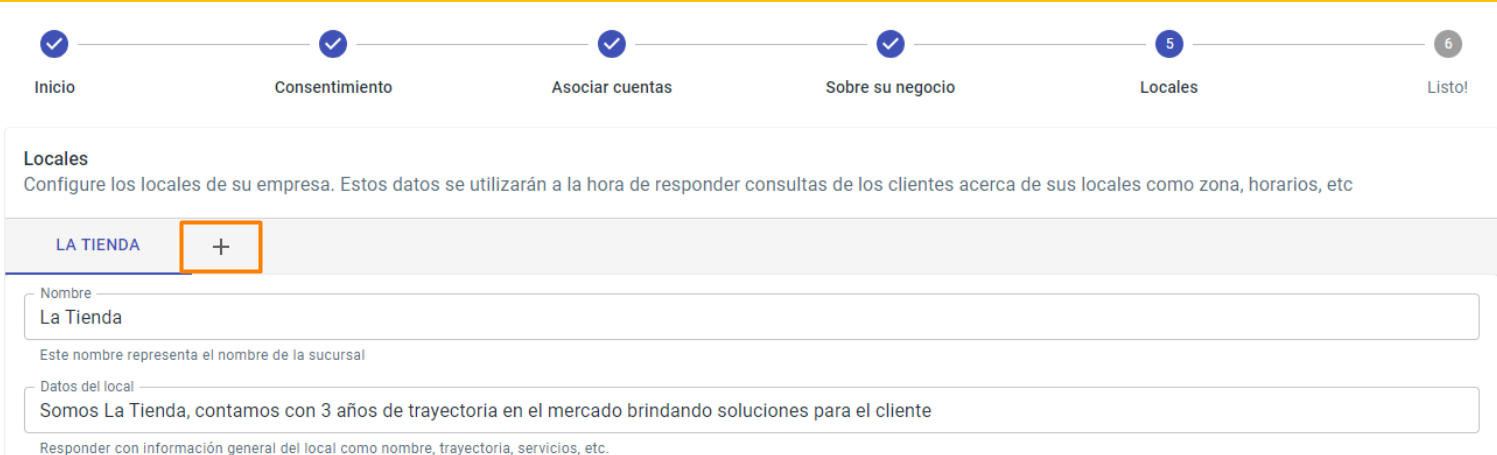 5
6
Inicio
Consentimiento
Asociar cuentas
Sobre su negocio
Locales
Listo!
Locales
Configure los locales de su empresa. Estos datos se utilizarán a la hora de responder consultas de los clientes acerca de sus locales como zona, horarios, etc
LA TIENDA +
Nombre
La Tienda
Este nombre representa el nombre de la sucursal
Datos del local
Somos La Tienda, contamos con 3 años de trayectoria en el mercado brindando soluciones para el cliente
Responder con información general del local como nombre, trayectoria, servicios, etc.